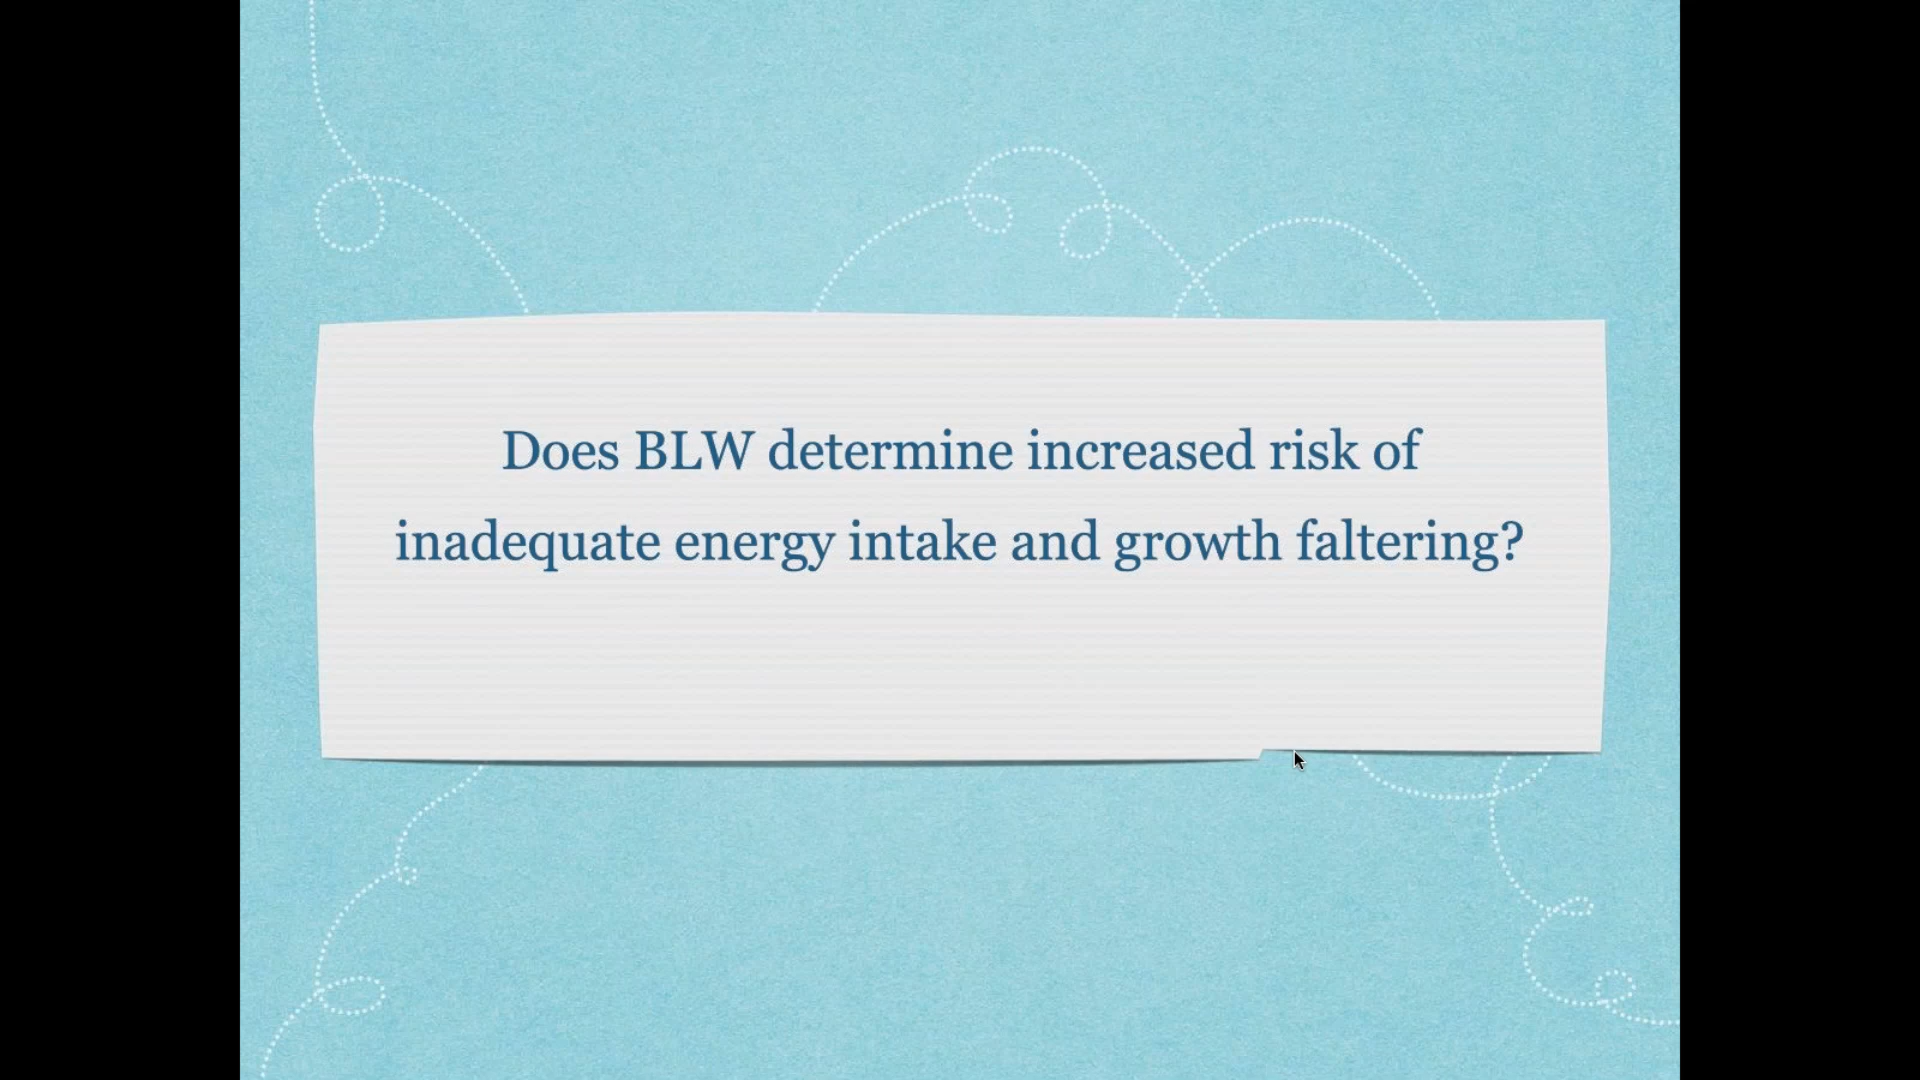 Does BLW determine increased risk of
inadequate energy intake and growth faltering?